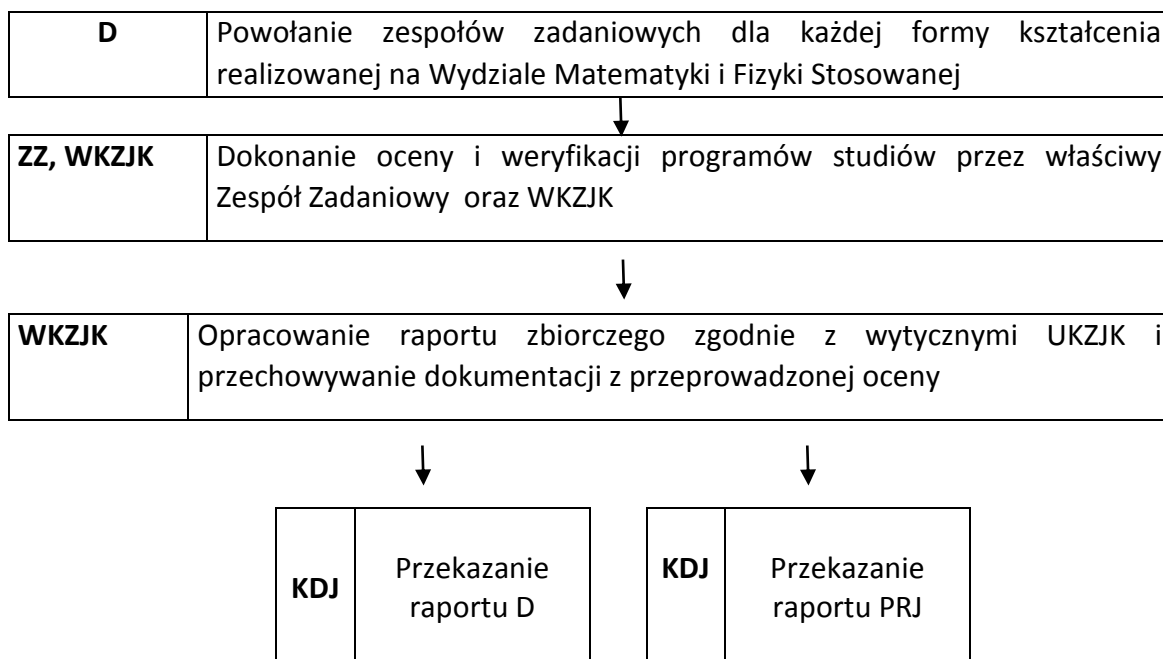 D
Powołanie zespołów zadaniowych dla każdej formy kształcenia
realizowanej na Wydziale Matematyki i Fizyki Stosowanej
ZZ, WKZJK
Dokonanie oceny i weryfikacji programów studiów przez właściwy
Zespół Zadaniowy oraz WKZJK
WKZJK
Opracowanie raportu zbiorczego zgodnie z wytycznymi UKZJK i
przechowywanie dokumentacji z przeprowadzonej oceny
KDJ
Przekazanie
raportu D
KDJ
Przekazanie
raportu PRJ